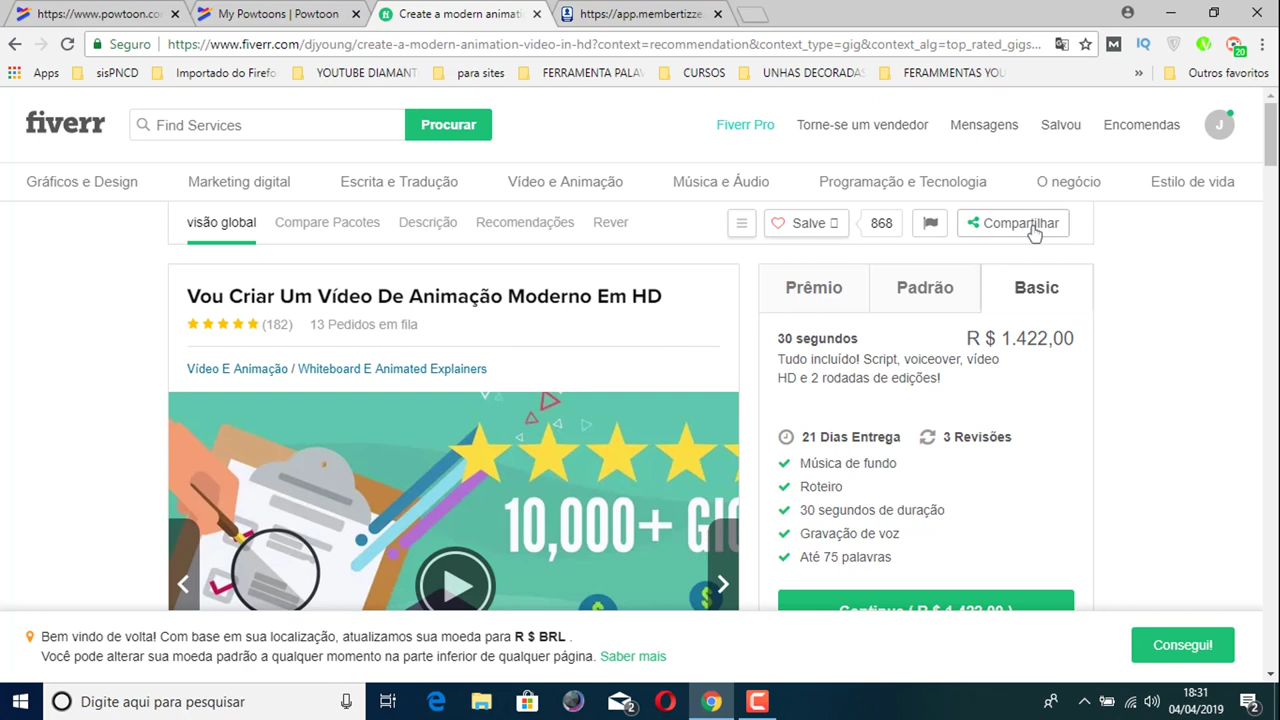 https://www.powtoon.co
My Powtoons | Powtoon
Create a modern animati
https://app.membertizze
Seguro
https://www.fiverr.com/djyoung/create-a-modern-animation-video-in-hd?context=recommendation&context_type=gig&context_alg=top_rated_gigs...
20
Apps
sisPNCD
Importado do Firefo
YOUTUBE DIAMANT
para sites
FERRAMENTA PALA
CURSOS
UNHAS DECORADAS
FERAMMENTAS YOU
»
Outros favoritos
fiverr
Find Services
Procurar
Fiverr Pro
Torne-se um vendedor
Mensagens
Salvou
Encomendas
J
Gráficos e Design
Marketing digital
Escrita e Tradução
Vídeo e Animação
Música e Áudio
Programação e Tecnologia
O negócio
Estilo de vida
visão global
Compare Pacotes
Descrição
Recomendações
Rever
Salve
868
Compartilhar
Vou Criar Um Vídeo De Animação Moderno Em HD
(182) 13 Pedidos em fila
Vídeo E Animação / Whiteboard E Animated Explainers
10,000+ GIG
Prêmio
Padrão
Basic
30 segundos
R $ 1.422,00
Tudo incluído! Script, voiceover, vídeo
HD e 2 rodadas de edições!
21 Dias Entrega
3 Revisões
Música de fundo
Roteiro
30 segundos de duração
Gravação de voz
Até 75 palavras
Continue ( R $ 1.422,00 )
Bem vindo de volta! Com base em sua localização, atualizamos sua moeda para R $ BRL .
Você pode alterar sua moeda padrão a qualquer momento na parte inferior de qualquer página. Saber mais
Consegui!
Digite aqui para pesquisar
2
18:31
04/04/2019
2